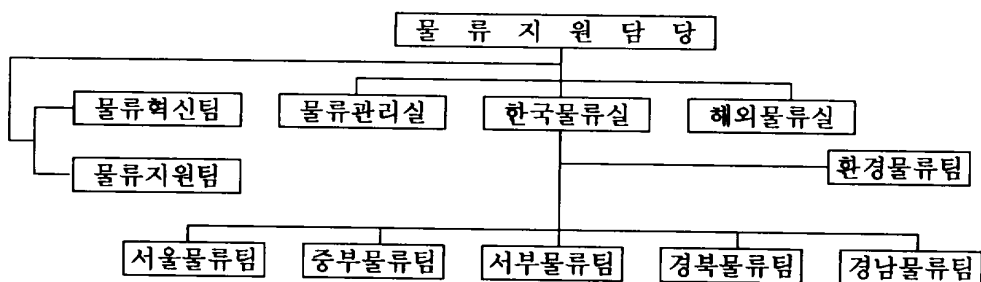 물 류 지 원 담 당
물류혁신팀 물류관리실 한국물류실 해외물류실
물류지원팀 환경물류팀
서울물류팀 중부물류팀 서부물류팀 경북물류팀 경남물류팀